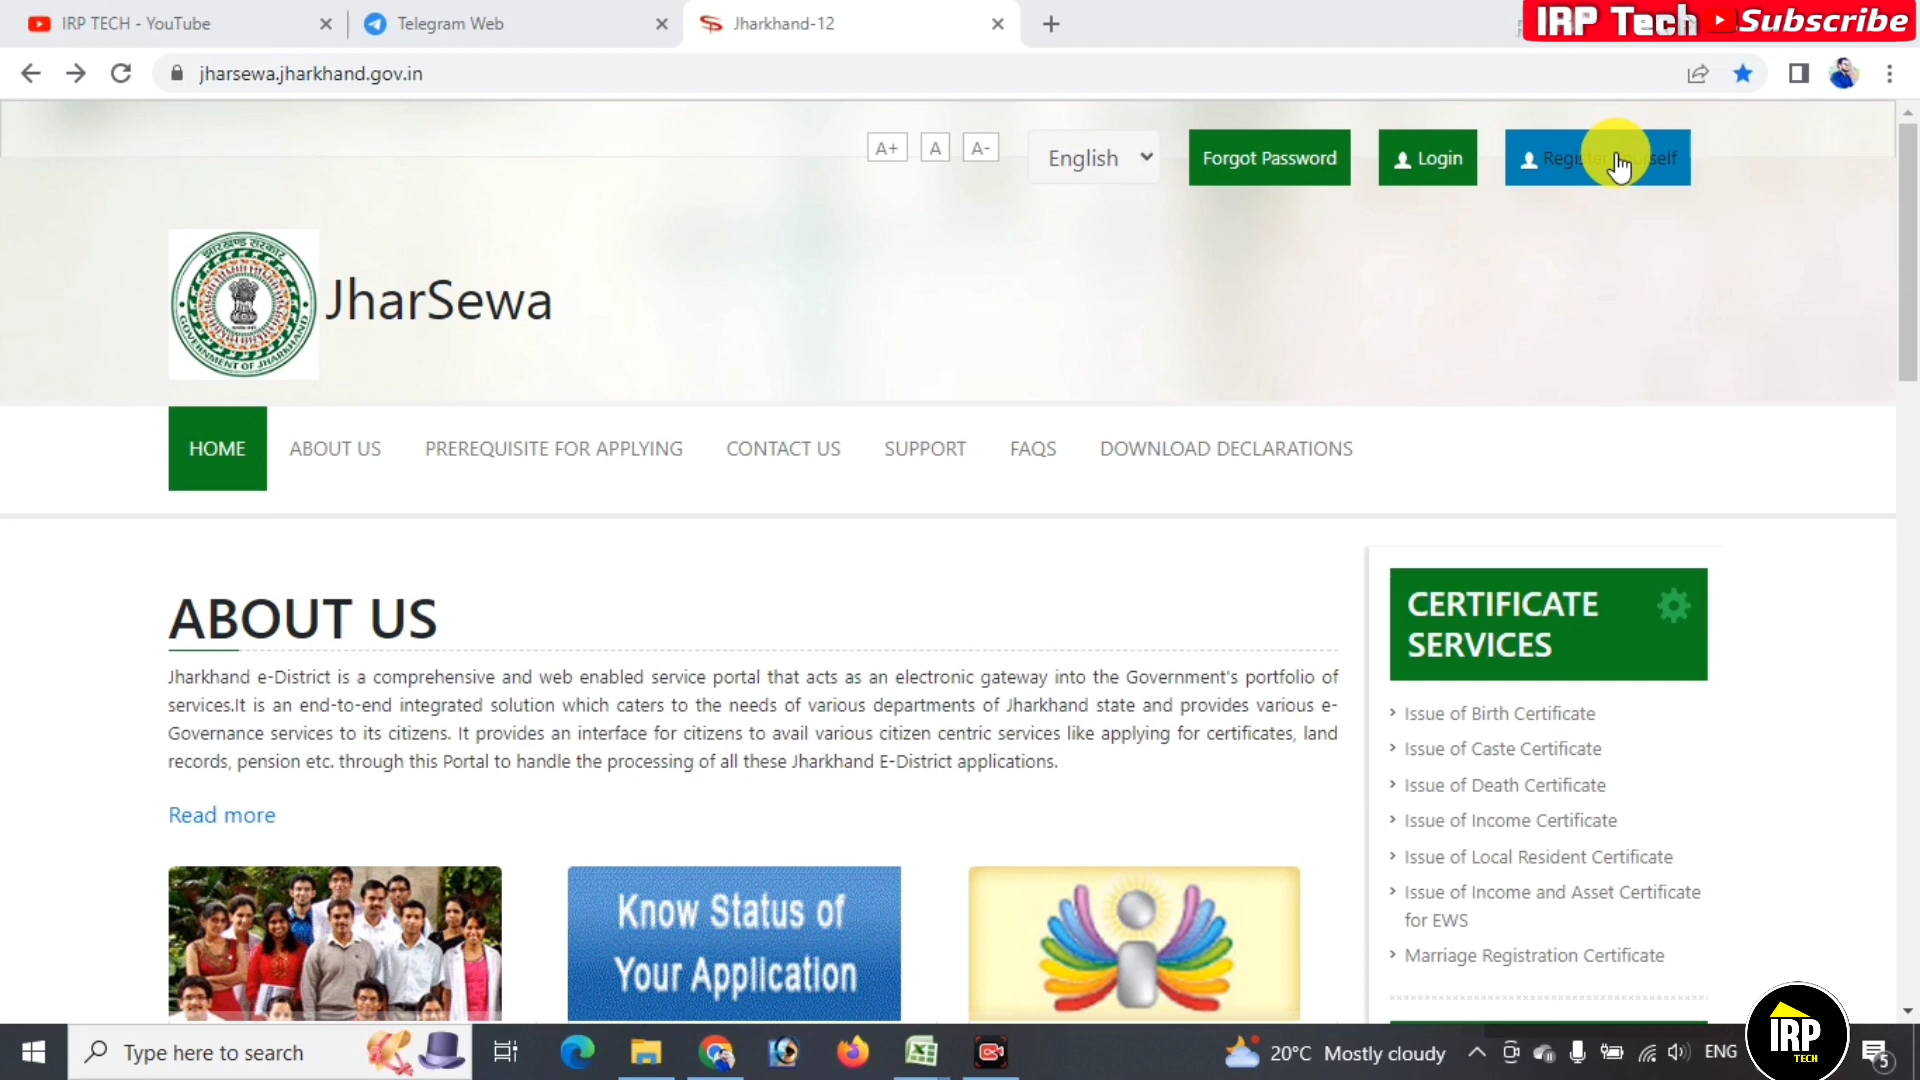 IRP TECH - YouTube
Telegram Web
Jharkhand-12
IRP Tech Subscribe
jharsewa.jharkhand.gov.in
A+ A A- English Forgot Password Login
झारखण्ड सरकार
GOVERNMENT OF JHARKHAND
JharSewa
HOME ABOUT US PREREQUISITE FOR APPLYING CONTACT US SUPPORT FAQS DOWNLOAD DECLARATIONS
ABOUT US
Jharkhand e-District is a comprehensive and web enabled service portal that acts as an electronic gateway into the Government's portfolio of
services.It is an end-to-end integrated solution which caters to the needs of various departments of Jharkhand state and provides various e-
Governance services to its citizens. It provides an interface for citizens to avail various citizen centric services like applying for certificates, land
records, pension etc. through this Portal to handle the processing of all these Jharkhand E-District applications.
Read more
Know Status of
Your Application
CERTIFICATE
SERVICES
Issue of Birth Certificate
Issue of Caste Certificate
Issue of Death Certificate
Issue of Income Certificate
Issue of Local Resident Certificate
Issue of Income and Asset Certificate
for EWS
Marriage Registration Certificate
IRP
TECH
Type here to search
20°C Mostly cloudy
ENG
5